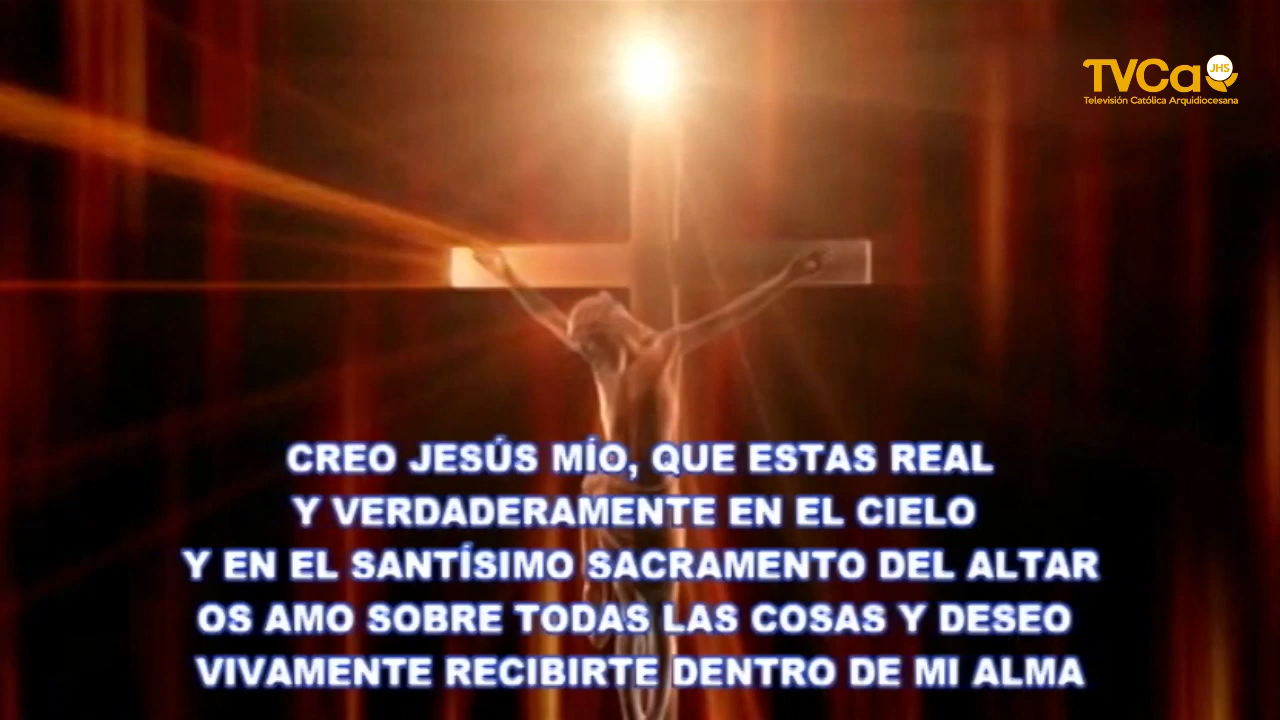 TVCa JHS
Televisión Católica Arquidiocesana
CREO JESÚS MÍO, QUE ESTAS REAL
Y VERDADERAMENTE EN EL CIELO
Y EN EL SANTÍSIMO SACRAMENTO DEL ALTAR
OS AMO SOBRE TODAS LAS COSAS Y DESEO
VIVAMENTE RECIBIRTE DENTRO DE MI ALMA